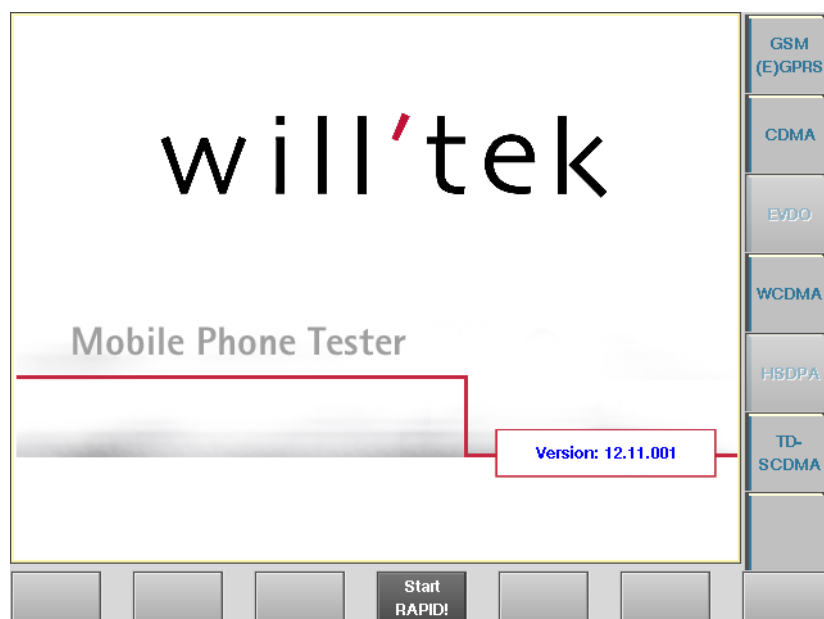 will'tek
Mobile Phone Tester
Version: 12.11.001
GSM
(E)GPRS
CDMA
EVDO
WCDMA
HSDPA
TD-
SCDMA
Start
RAPID!